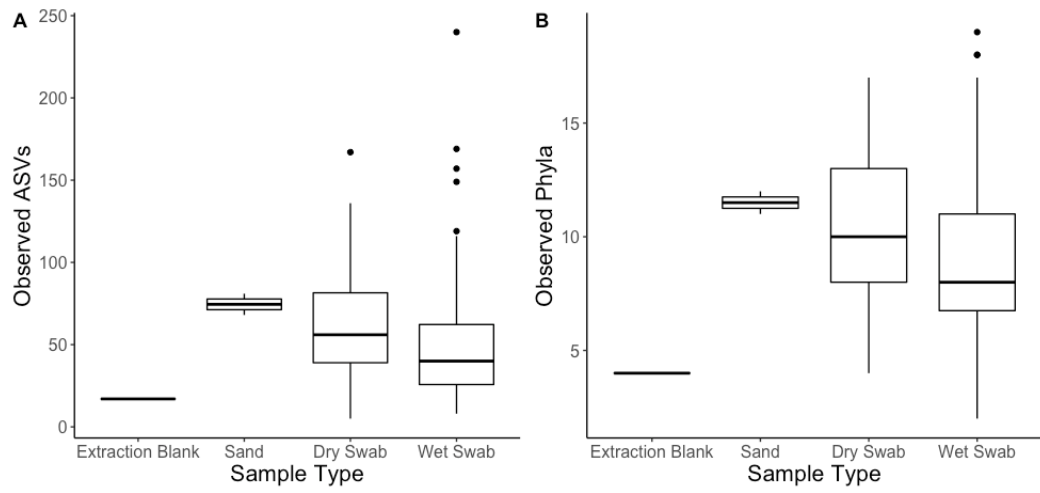 A
Observed ASVs
250
200
150
100
50
0
Extraction Blank Sand Dry Swab Wet Swab
Sample Type
B
Observed Phyla
15
10
5
Extraction Blank Sand Dry Swab Wet Swab
Sample Type